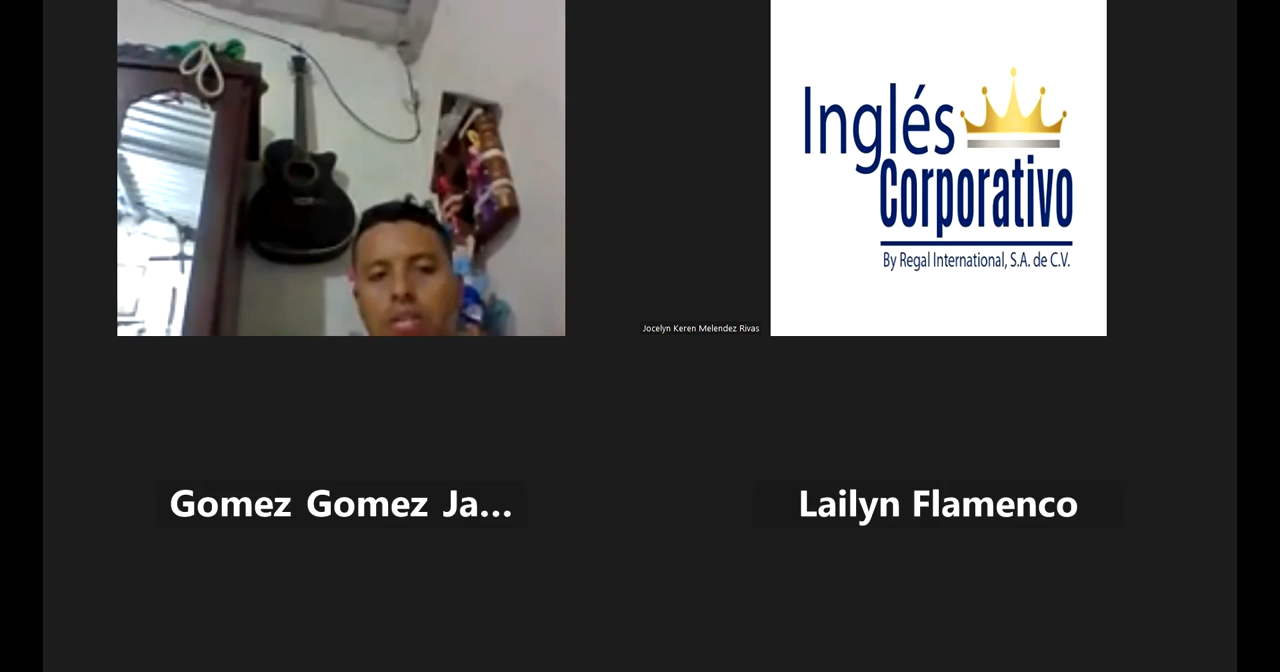 Inglés
Corporativo
By Regal International, S.A. de C.V.
Jocelyn Keren Melendez Rivas
Gomez Gomez Ja...
Lailyn Flamenco